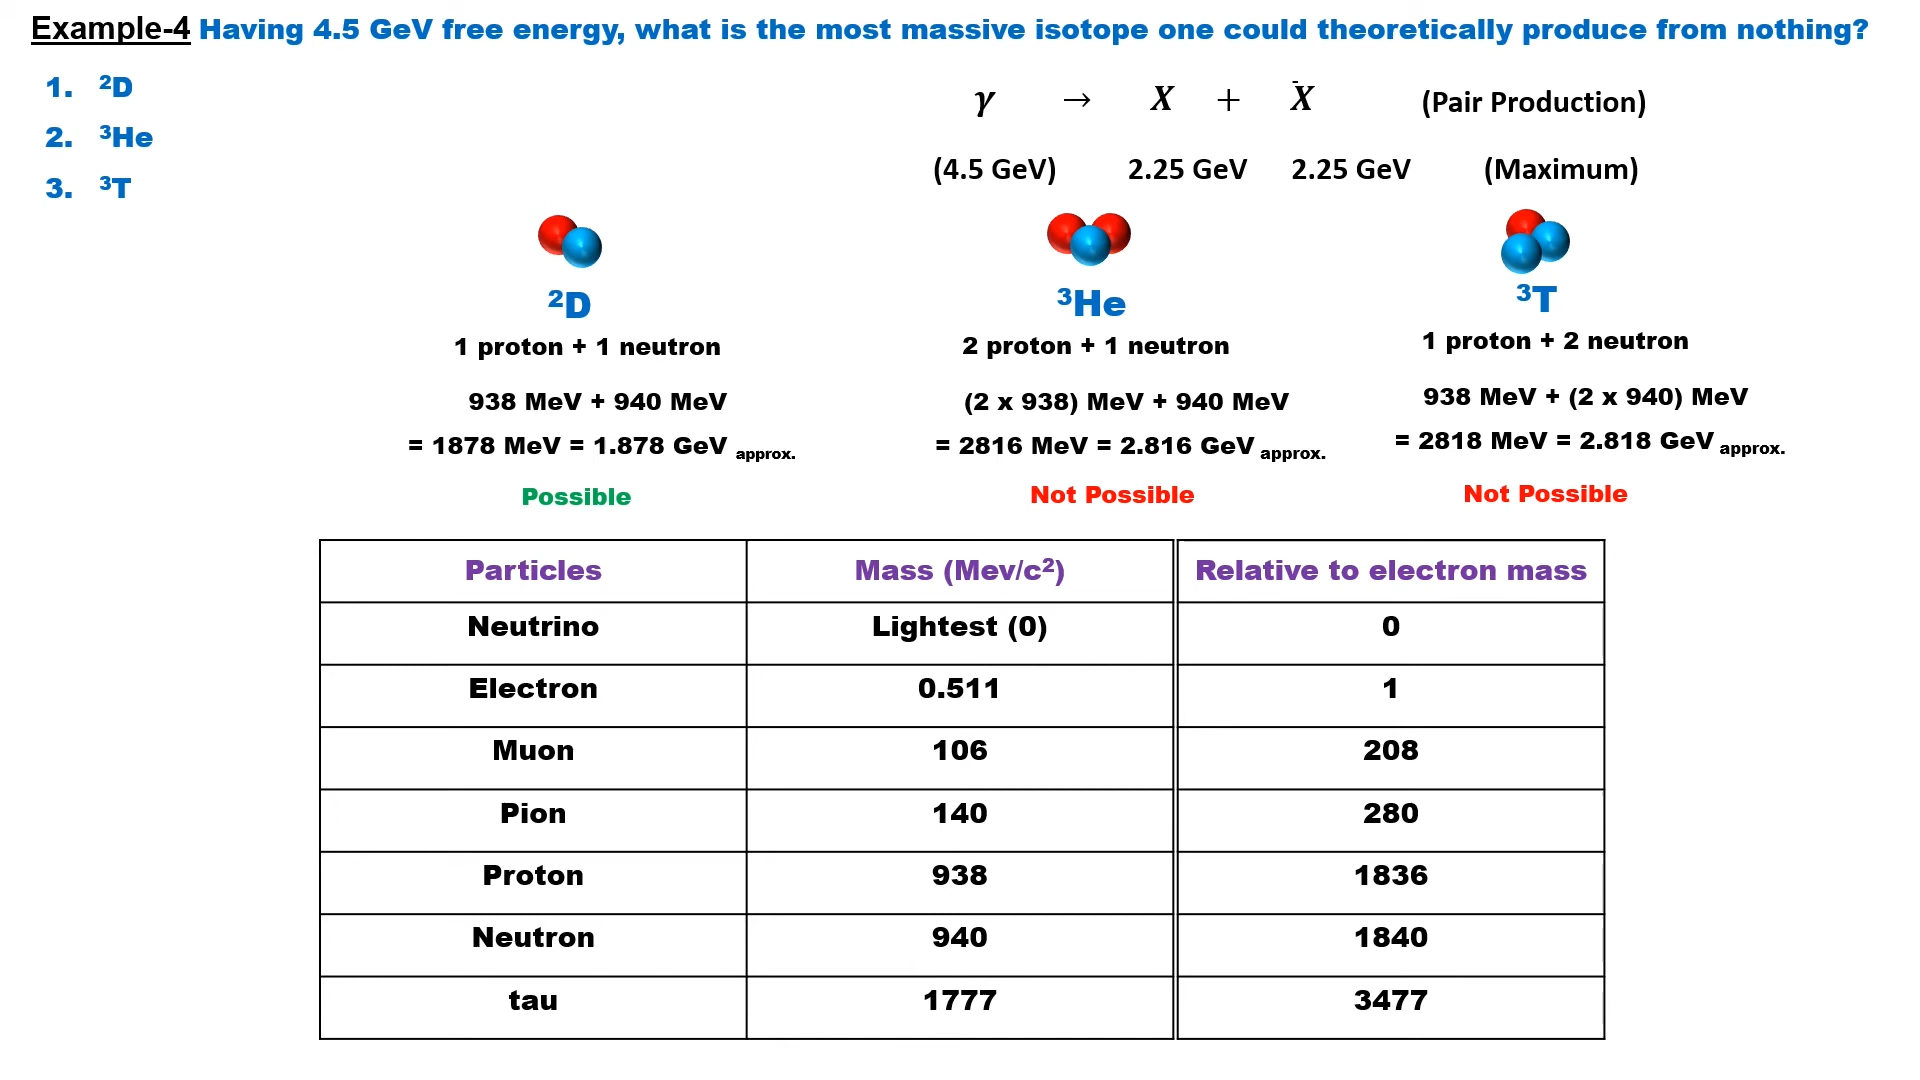 Example-4 Having 4.5 GeV free energy, what is the most massive isotope one could theoretically produce from nothing?
1. ²D
2. ³He
3. ³T
γ → X + X̄ (Pair Production)
(4.5 GeV) 2.25 GeV 2.25 GeV (Maximum)
²D
1 proton + 1 neutron
938 MeV + 940 MeV
= 1878 MeV = 1.878 GeV approx.
Possible
³He
2 proton + 1 neutron
(2 x 938) MeV + 940 MeV
= 2816 MeV = 2.816 GeV approx.
Not Possible
³T
1 proton + 2 neutron
938 MeV + (2 x 940) MeV
= 2818 MeV = 2.818 GeV approx.
Not Possible
Particles Mass (Mev/c²) Relative to electron mass
Neutrino Lightest (0) 0
Electron 0.511 1
Muon 106 208
Pion 140 280
Proton 938 1836
Neutron 940 1840
tau 1777 3477